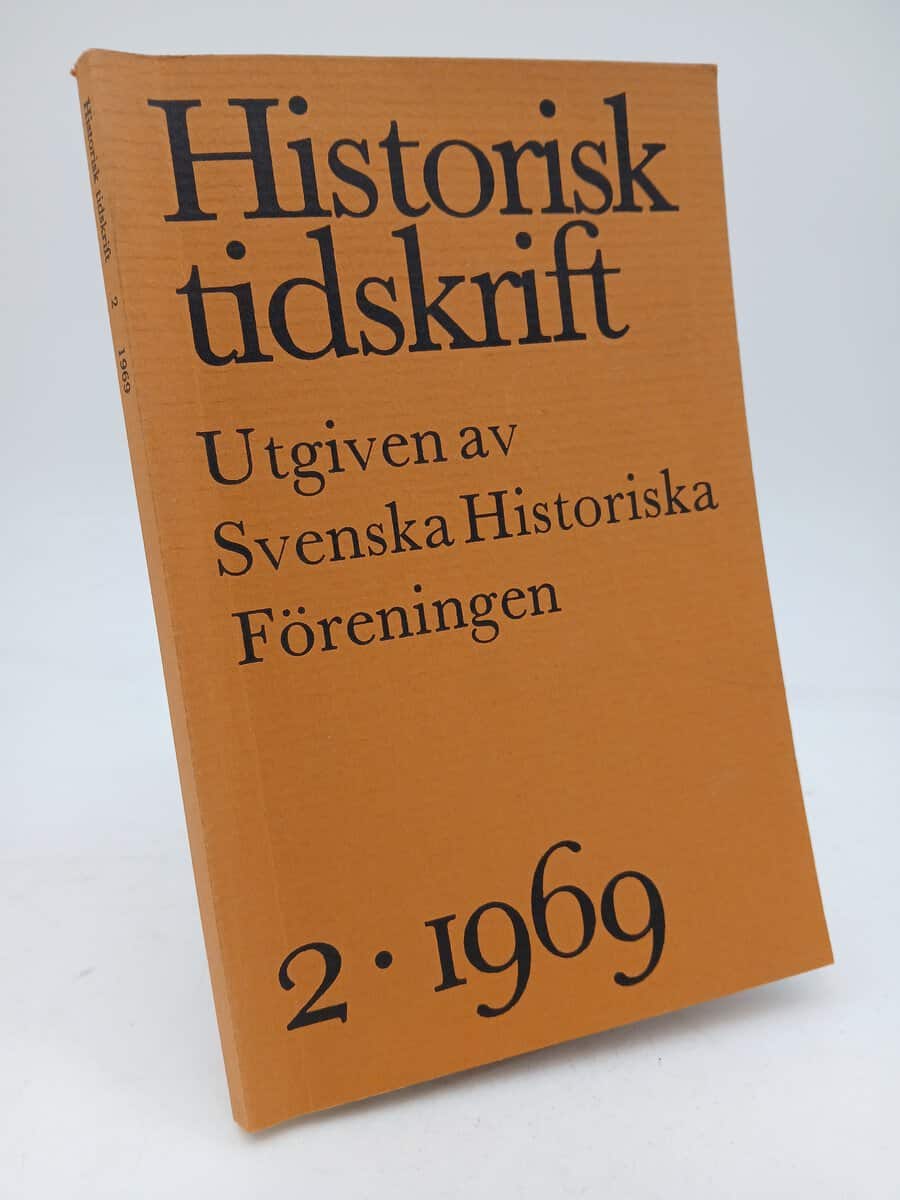 Historisk
tidskrift
Utgiven av
Svenska Historiska
Föreningen
2·1969
Historisk tidskrift 2 1969